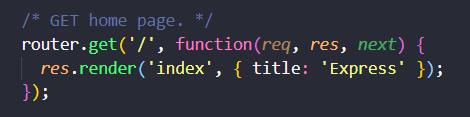 /* GET home page. */
router.get('/', function(req, res, next) {
  res.render('index', { title: 'Express' });
});